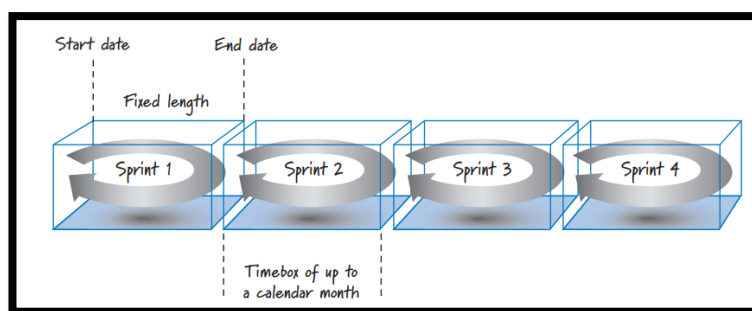 Start date
End date
Fixed length
Sprint 1
Sprint 2
Sprint 3
Sprint 4
Timebox of up to
a calendar month